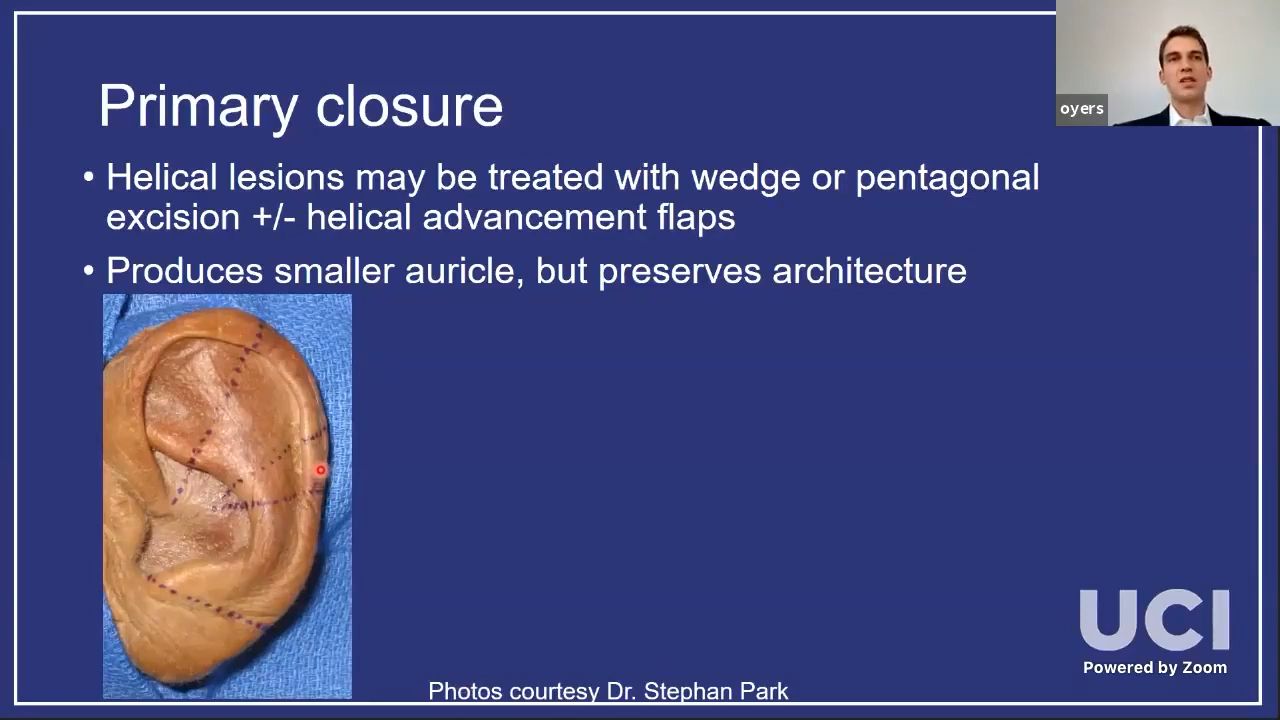 Primary closure
• Helical lesions may be treated with wedge or pentagonal
excision +/- helical advancement flaps
• Produces smaller auricle, but preserves architecture
oyers
UCI
Powered by Zoom
Photos courtesy Dr. Stephan Park